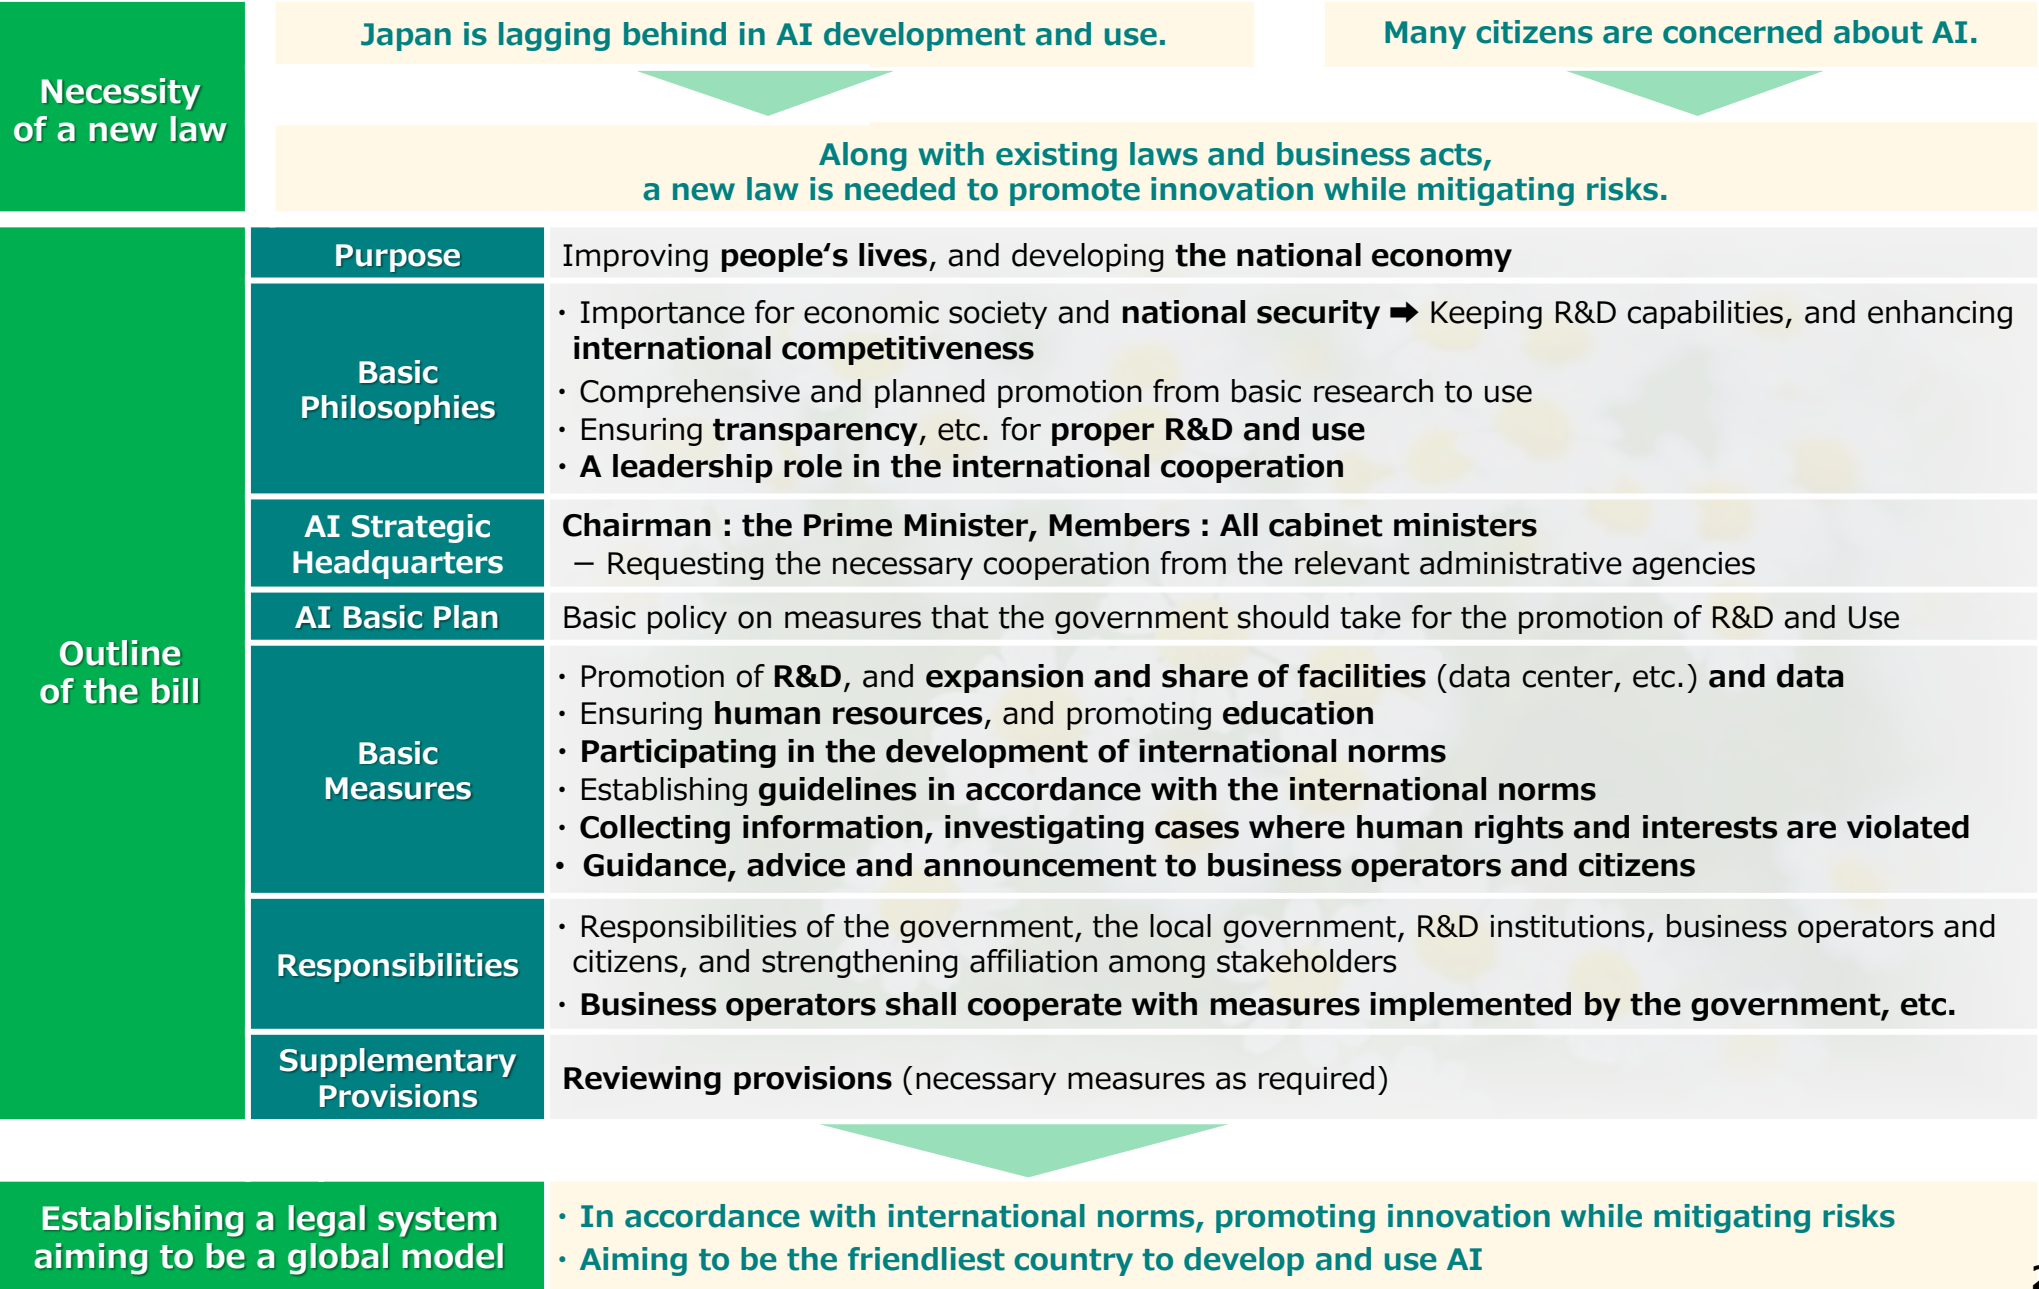 Necessity
of a new law
Japan is lagging behind in AI development and use.
Many citizens are concerned about AI.
Along with existing laws and business acts,
a new law is needed to promote innovation while mitigating risks.
Outline
of the bill
Purpose
Improving people‘s lives, and developing the national economy
Basic
Philosophies
・Importance for economic society and national security ➡ Keeping R&D capabilities, and enhancing
international competitiveness
・Comprehensive and planned promotion from basic research to use
・Ensuring transparency, etc. for proper R&D and use
・A leadership role in the international cooperation
AI Strategic
Headquarters
Chairman : the Prime Minister, Members : All cabinet ministers
− Requesting the necessary cooperation from the relevant administrative agencies
AI Basic Plan
Basic policy on measures that the government should take for the promotion of R&D and Use
Basic
Measures
・Promotion of R&D, and expansion and share of facilities (data center, etc.) and data
・Ensuring human resources, and promoting education
・Participating in the development of international norms
・Establishing guidelines in accordance with the international norms
・Collecting information, investigating cases where human rights and interests are violated
・Guidance, advice and announcement to business operators and citizens
Responsibilities
・Responsibilities of the government, the local government, R&D institutions, business operators and
citizens, and strengthening affiliation among stakeholders
・Business operators shall cooperate with measures implemented by the government, etc.
Supplementary
Provisions
Reviewing provisions (necessary measures as required)
Establishing a legal system
aiming to be a global model
・In accordance with international norms, promoting innovation while mitigating risks
・Aiming to be the friendliest country to develop and use AI